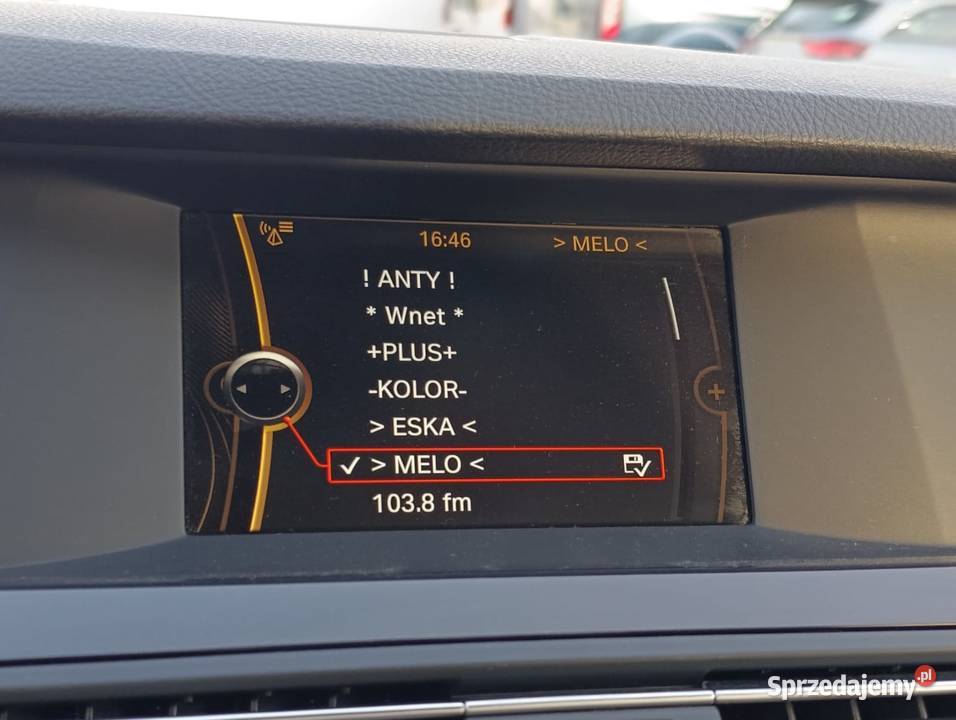 16:46 > MELO <
! ANTY !
* Wnet *
+PLUS+
-KOLOR-
> ESKA <
✓ > MELO <
103.8 fm
Sprzedajemy.pl